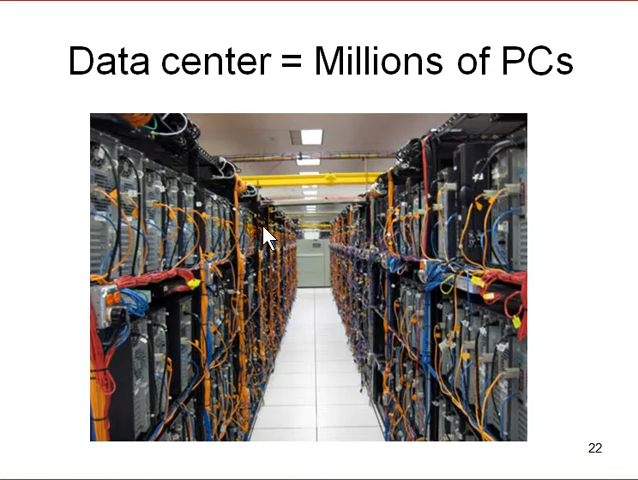 Data center = Millions of PCs
22